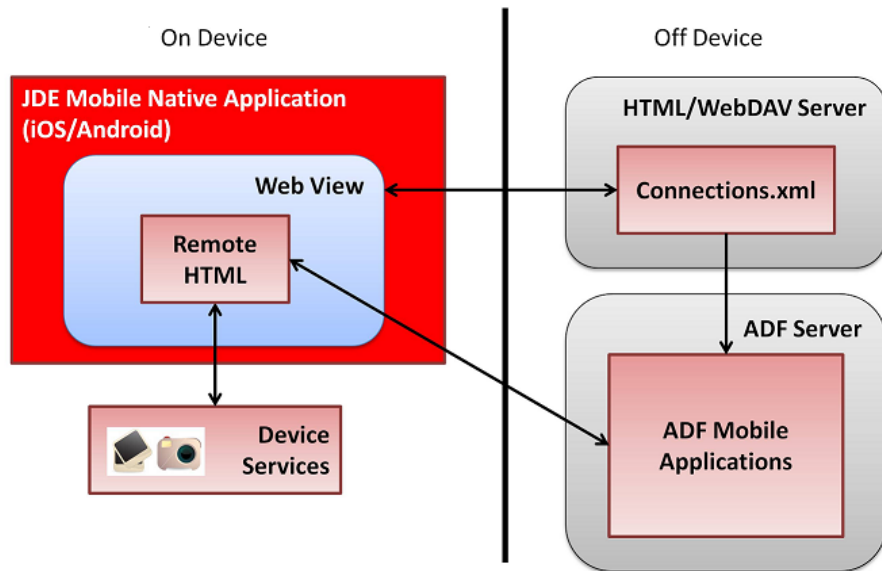 On Device
Off Device
JDE Mobile Native Application
(iOS/Android)
Web View
Remote
HTML
Device
Services
HTML/WebDAV Server
Connections.xml
ADF Server
ADF Mobile
Applications